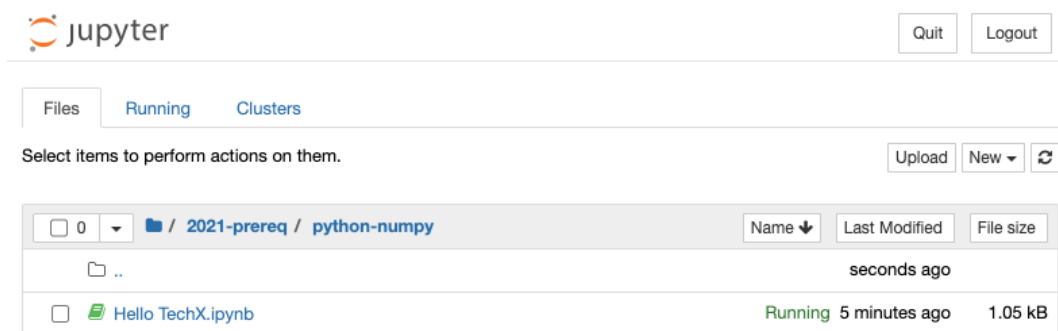 jupyter
Quit Logout
Files Running Clusters
Select items to perform actions on them.
Upload New
0 / 2021-prereq / python-numpy Name Last Modified File size
.. seconds ago
Hello TechX.ipynb Running 5 minutes ago 1.05 kB